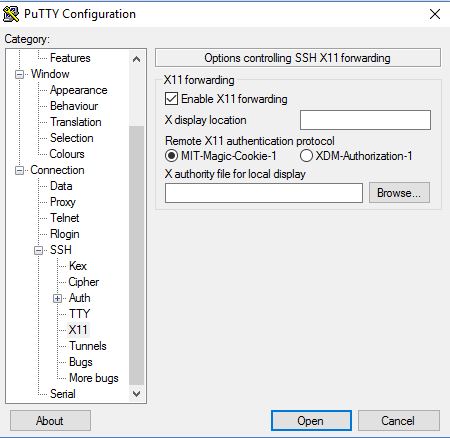 PuTTY Configuration
Category:
Features
Window
Appearance
Behaviour
Translation
Selection
Colours
Connection
Data
Proxy
Telnet
Rlogin
SSH
Kex
Cipher
Auth
TTY
X11
Tunnels
Bugs
More bugs
Serial
Options controlling SSH X11 forwarding
X11 forwarding
Enable X11 forwarding
X display location
Remote X11 authentication protocol
MIT-Magic-Cookie-1 XDM-Authorization-1
X authority file for local display
Browse...
About Open Cancel